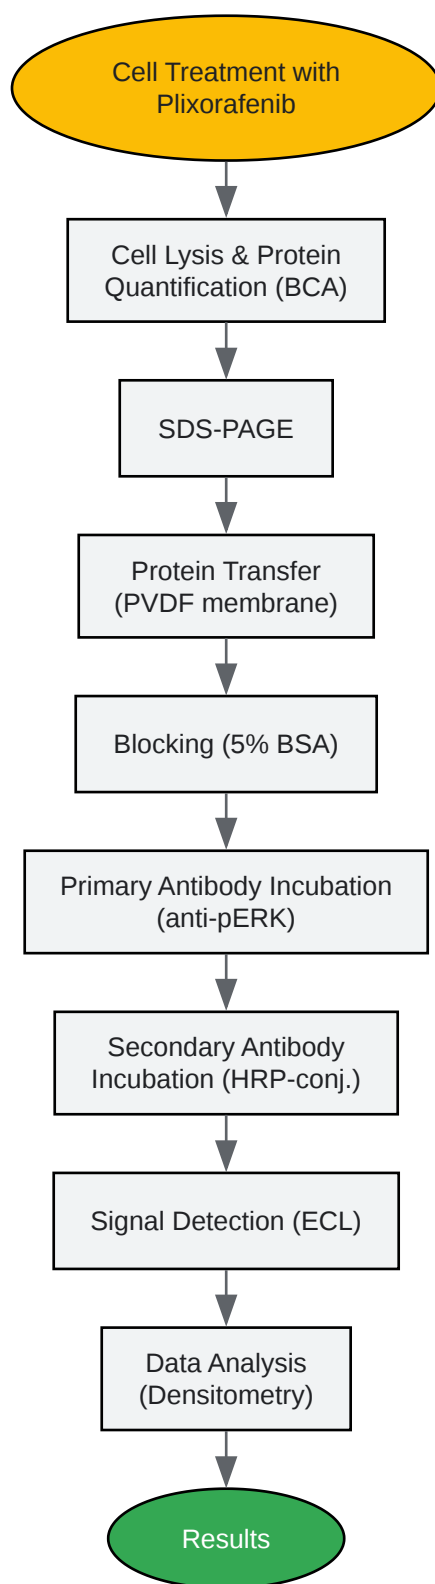 Cell Treatment with
Plixorafenib
Cell Lysis & Protein
Quantification (BCA)
SDS-PAGE
Protein Transfer
(PVDF membrane)
Blocking (5% BSA)
Primary Antibody Incubation
(anti-pERK)
Secondary Antibody
Incubation (HRP-conj.)
Signal Detection (ECL)
Data Analysis
(Densitometry)
Results